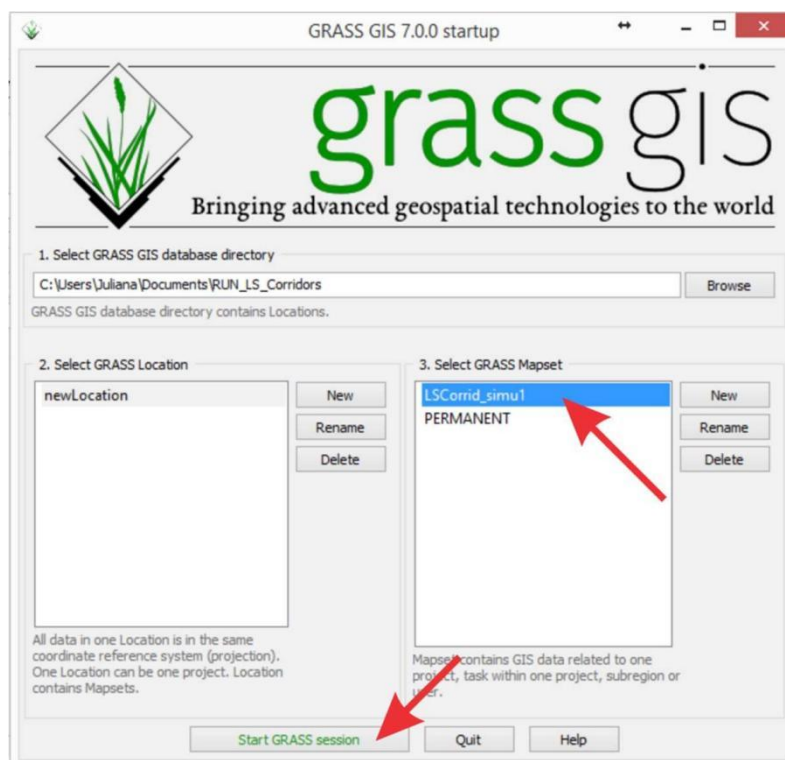 GRASS GIS 7.0.0 startup
grass gis
Bringing advanced geospatial technologies to the world
1. Select GRASS GIS database directory
C:\Users\Juliana\Documents\RUN_LS_Corridors
Browse
GRASS GIS database directory contains Locations.
2. Select GRASS Location
newLocation
New
Rename
Delete
All data in one Location is in the same
coordinate reference system (projection).
One Location can be one project. Location
contains Mapsets.
3. Select GRASS Mapset
LSCorrid_simu1
PERMANENT
New
Rename
Delete
Mapset contains GIS data related to one
project, task within one project, subregion or
user.
Start GRASS session
Quit
Help